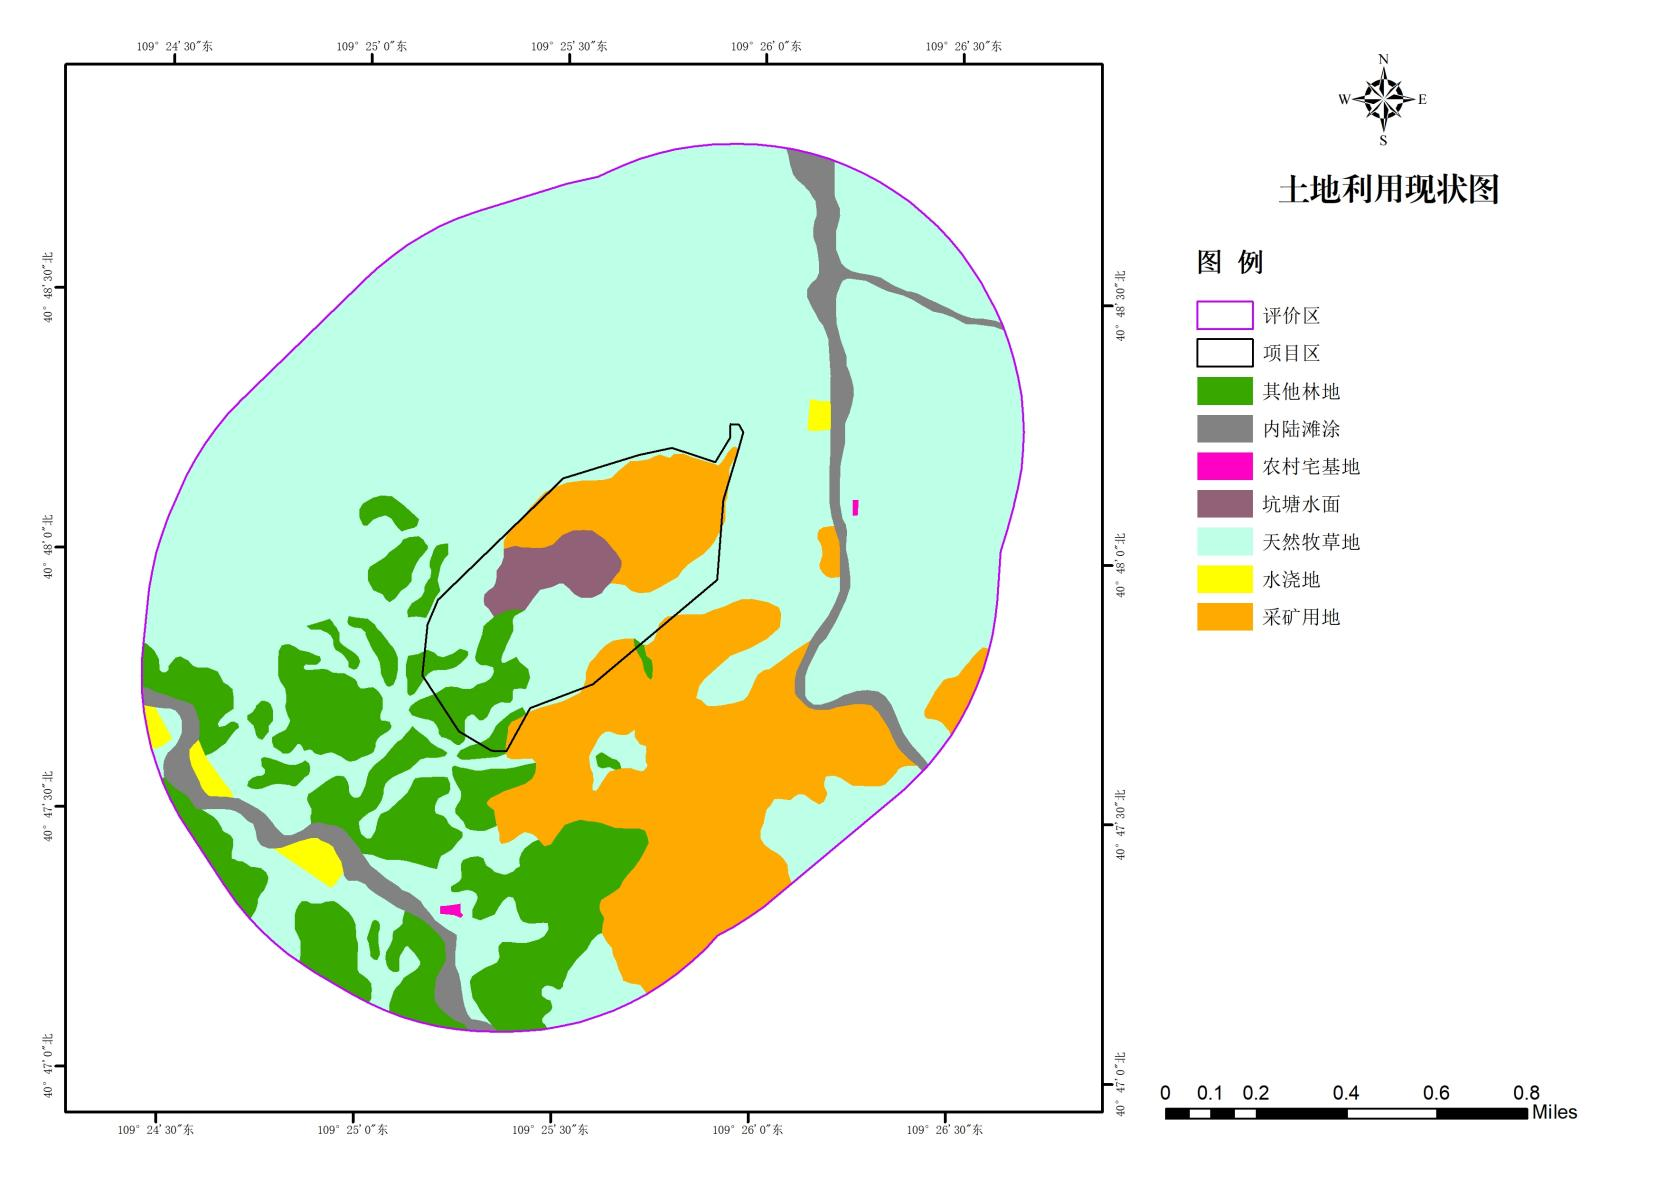 109° 24'30"东 109° 25'0"东 109° 25'30"东 109° 26'0"东 109° 26'30"东
N
W E
S
土地利用现状图
图 例
评价区
项目区
其他林地
内陆滩涂
农村宅基地
坑塘水面
天然牧草地
水浇地
采矿用地
40° 48'30"北
40° 48'0"北
40° 47'30"北
40° 47'0"北
40° 48'30"北
40° 48'0"北
40° 47'30"北
40° 47'0"北
0 0.1 0.2 0.4 0.6 0.8
Miles
109° 24'30"东 109° 25'0"东 109° 25'30"东 109° 26'0"东 109° 26'30"东